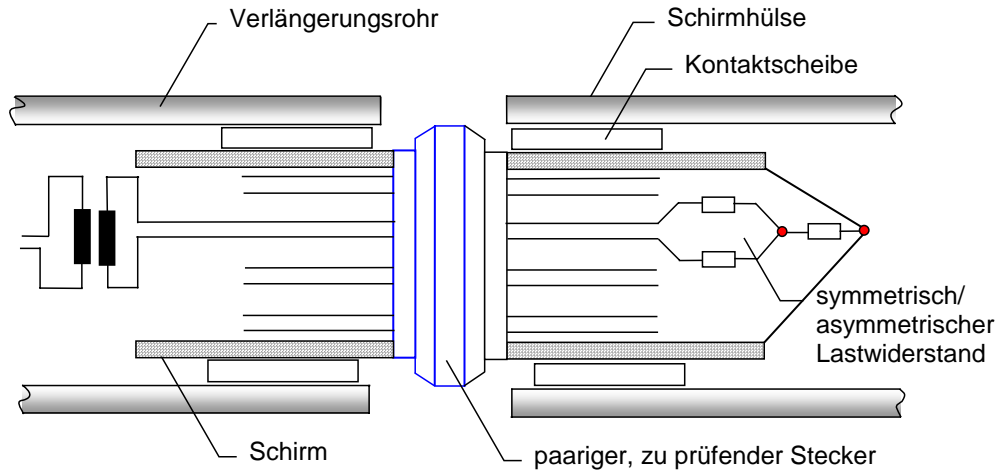 Verlängerungsrohr
Schirmhülse
Kontaktscheibe
symmetrisch/
asymmetrischer
Lastwiderstand
Schirm
paariger, zu prüfender Stecker